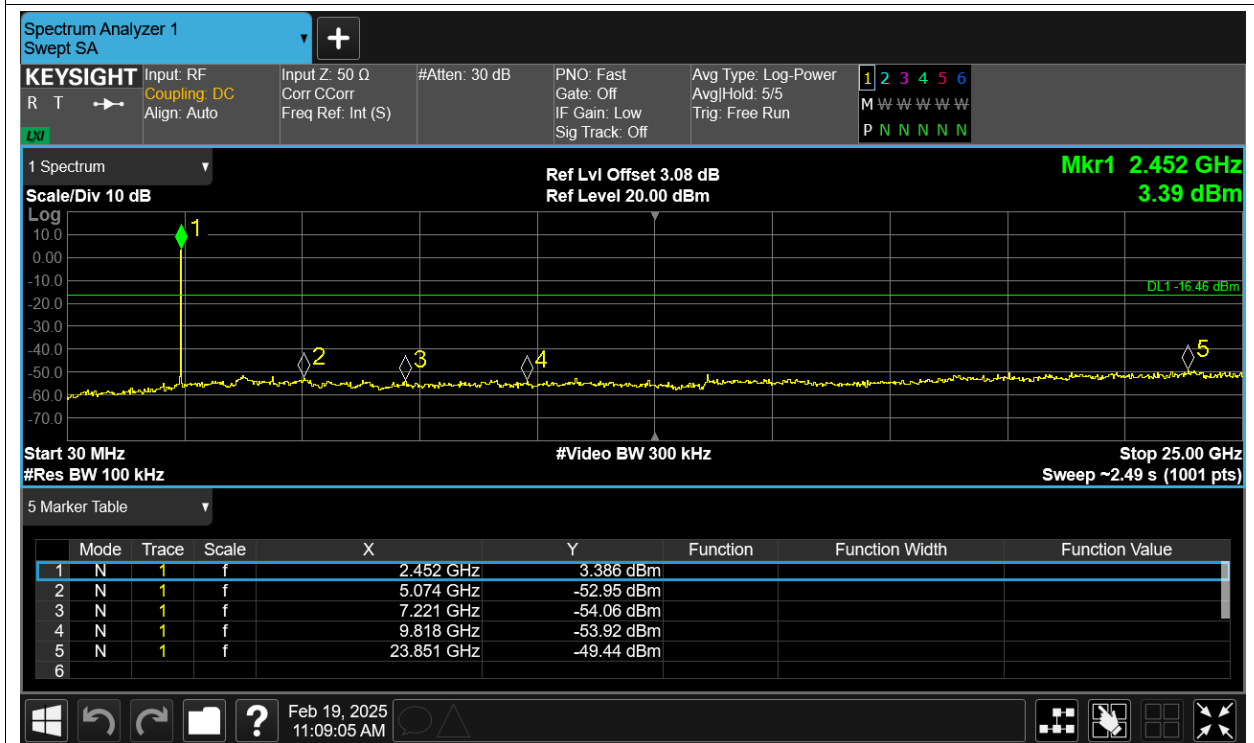 Spectrum Analyzer 1
Swept SA
+
KEYSIGHT
R T
LXI
Input: RF
Coupling: DC
Align: Auto
Input Z: 50 Ω
Corr CCorr
Freq Ref: Int (S)
#Atten: 30 dB
PNO: Fast
Gate: Off
IF Gain: Low
Sig Track: Off
Avg Type: Log-Power
Avg|Hold: 5/5
Trig: Free Run
1 2 3 4 5 6
M W W W W W
P N N N N N
1 Spectrum
Scale/Div 10 dB
Ref Lvl Offset 3.08 dB
Ref Level 20.00 dBm
Mkr1 2.452 GHz
3.39 dBm
Log
10.0
0.00
-10.0
-20.0
-30.0
-40.0
-50.0
-60.0
-70.0
1
2
3
4
5
DL1 -16.46 dBm
Start 30 MHz
#Res BW 100 kHz
#Video BW 300 kHz
Stop 25.00 GHz
Sweep ~2.49 s (1001 pts)
5 Marker Table
Mode Trace Scale X Y Function Function Width Function Value
1 N 1 f 2.452 GHz 3.386 dBm
2 N 1 f 5.074 GHz -52.95 dBm
3 N 1 f 7.221 GHz -54.06 dBm
4 N 1 f 9.818 GHz -53.92 dBm
5 N 1 f 23.851 GHz -49.44 dBm
6
?
Feb 19, 2025
11:09:05 AM